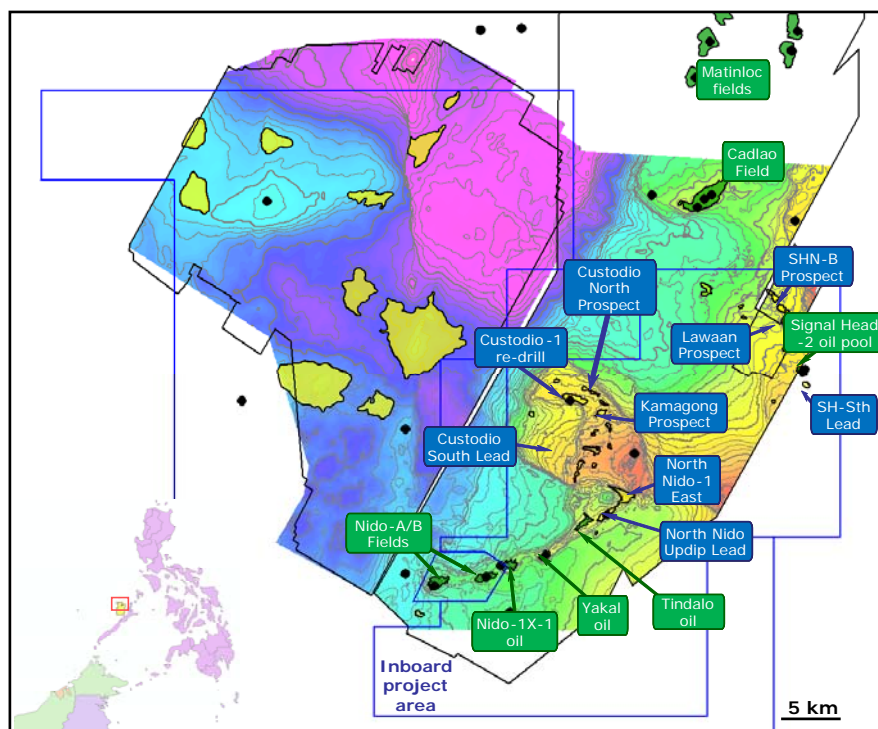 Matinloc
fields
Cadlao
Field
SHN-B
Prospect
Custodio
North
Prospect
Lawaan
Prospect
Signal Head
-2 oil pool
Custodio-1
re-drill
Kamagong
Prospect
SH-Sth
Lead
Custodio
South Lead
North
Nido-1
East
Nido-A/B
Fields
North Nido
Updip Lead
Nido-1X-1
oil
Yakal
oil
Tindalo
oil
Inboard
project
area
5 km